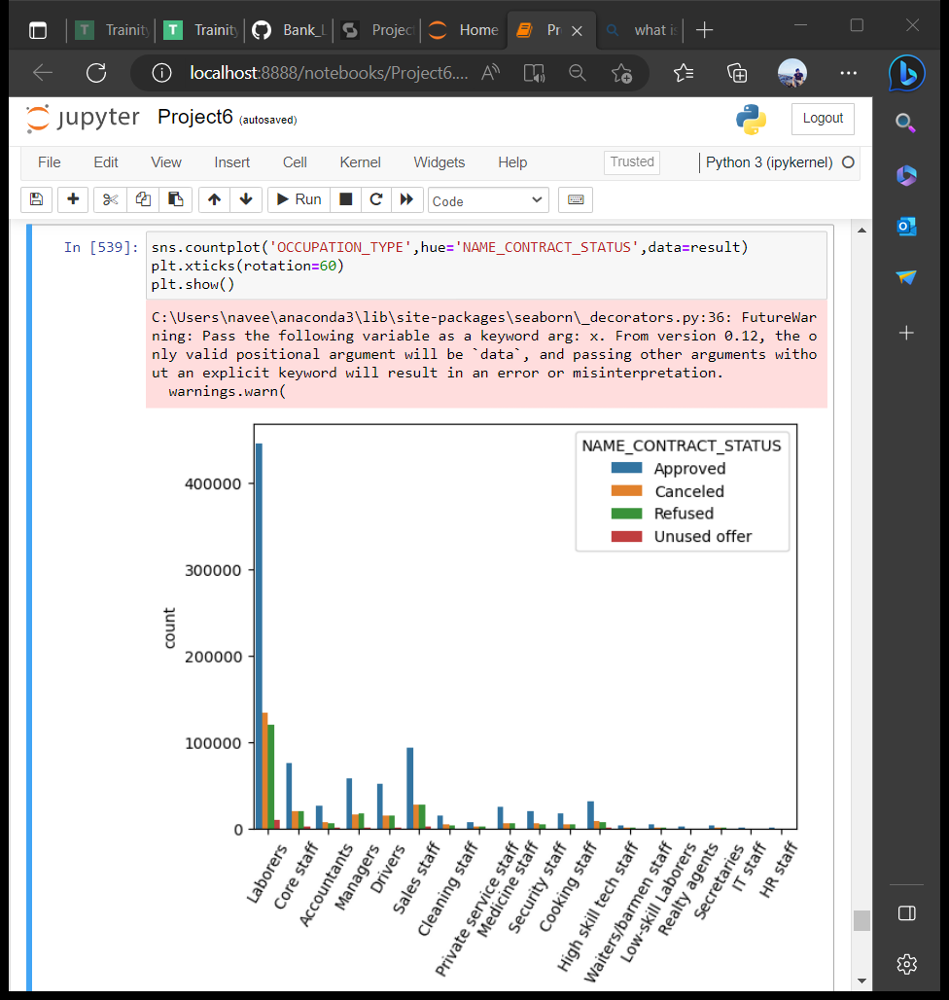 Trainity
Trainity
Bank_L
Project
Home
Pr
what is
localhost:8888/notebooks/Project6....
jupyter Project6 (autosaved)
Logout
File Edit View Insert Cell Kernel Widgets Help
Trusted
Python 3 (ipykernel)
Run
Code
In [539]: sns.countplot('OCCUPATION_TYPE',hue='NAME_CONTRACT_STATUS',data=result)
plt.xticks(rotation=60)
plt.show()
C:\Users\navee\anaconda3\lib\site-packages\seaborn\_decorators.py:36: FutureWar
ning: Pass the following variable as a keyword arg: x. From version 0.12, the o
nly valid positional argument will be `data`, and passing other arguments witho
ut an explicit keyword will result in an error or misinterpretation.
warnings.warn(
NAME_CONTRACT_STATUS
Approved
Canceled
Refused
Unused offer
400000
300000
200000
100000
0
count
Laborers
Core staff
Accountants
Managers
Drivers
Sales staff
Cleaning staff
Private service staff
Medicine staff
Security staff
Cooking staff
High skill tech staff
Waiters/barmen staff
Low-skill Laborers
Realty agents
Secretaries
IT staff
HR staff